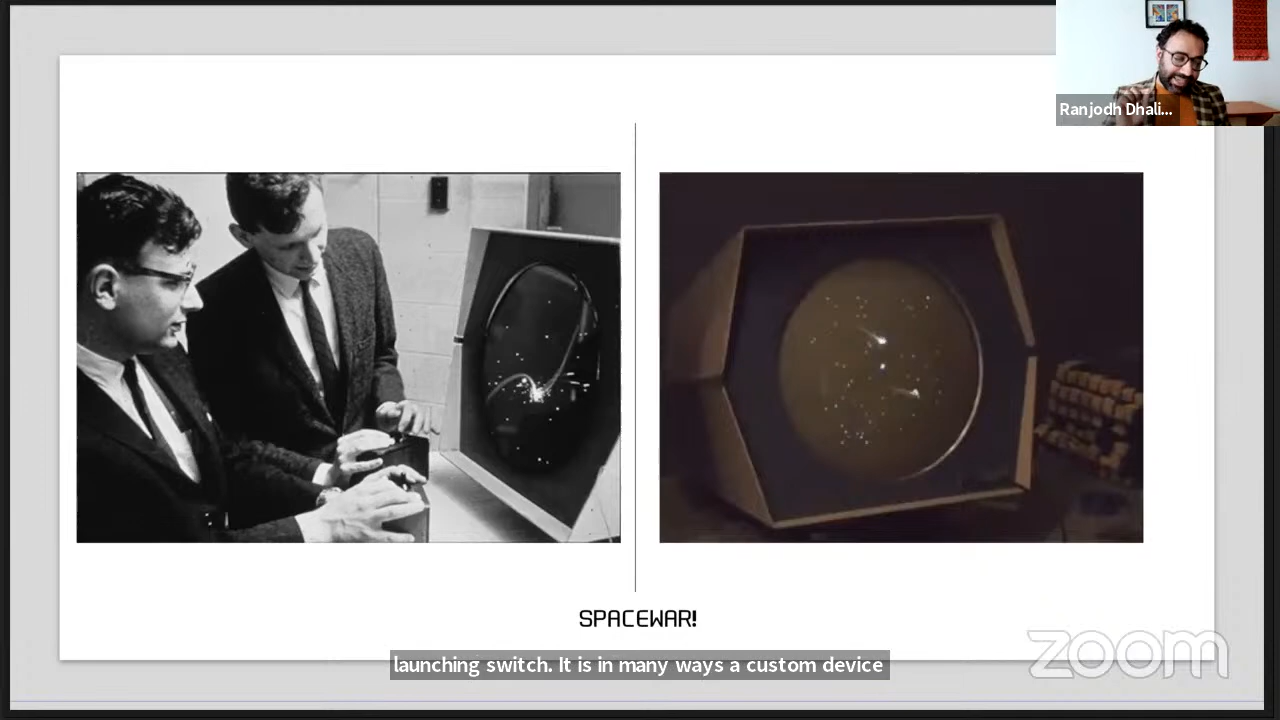 Ranjodh Dhali...
SPACEWAR!
launching switch. It is in many ways a custom device
zoom